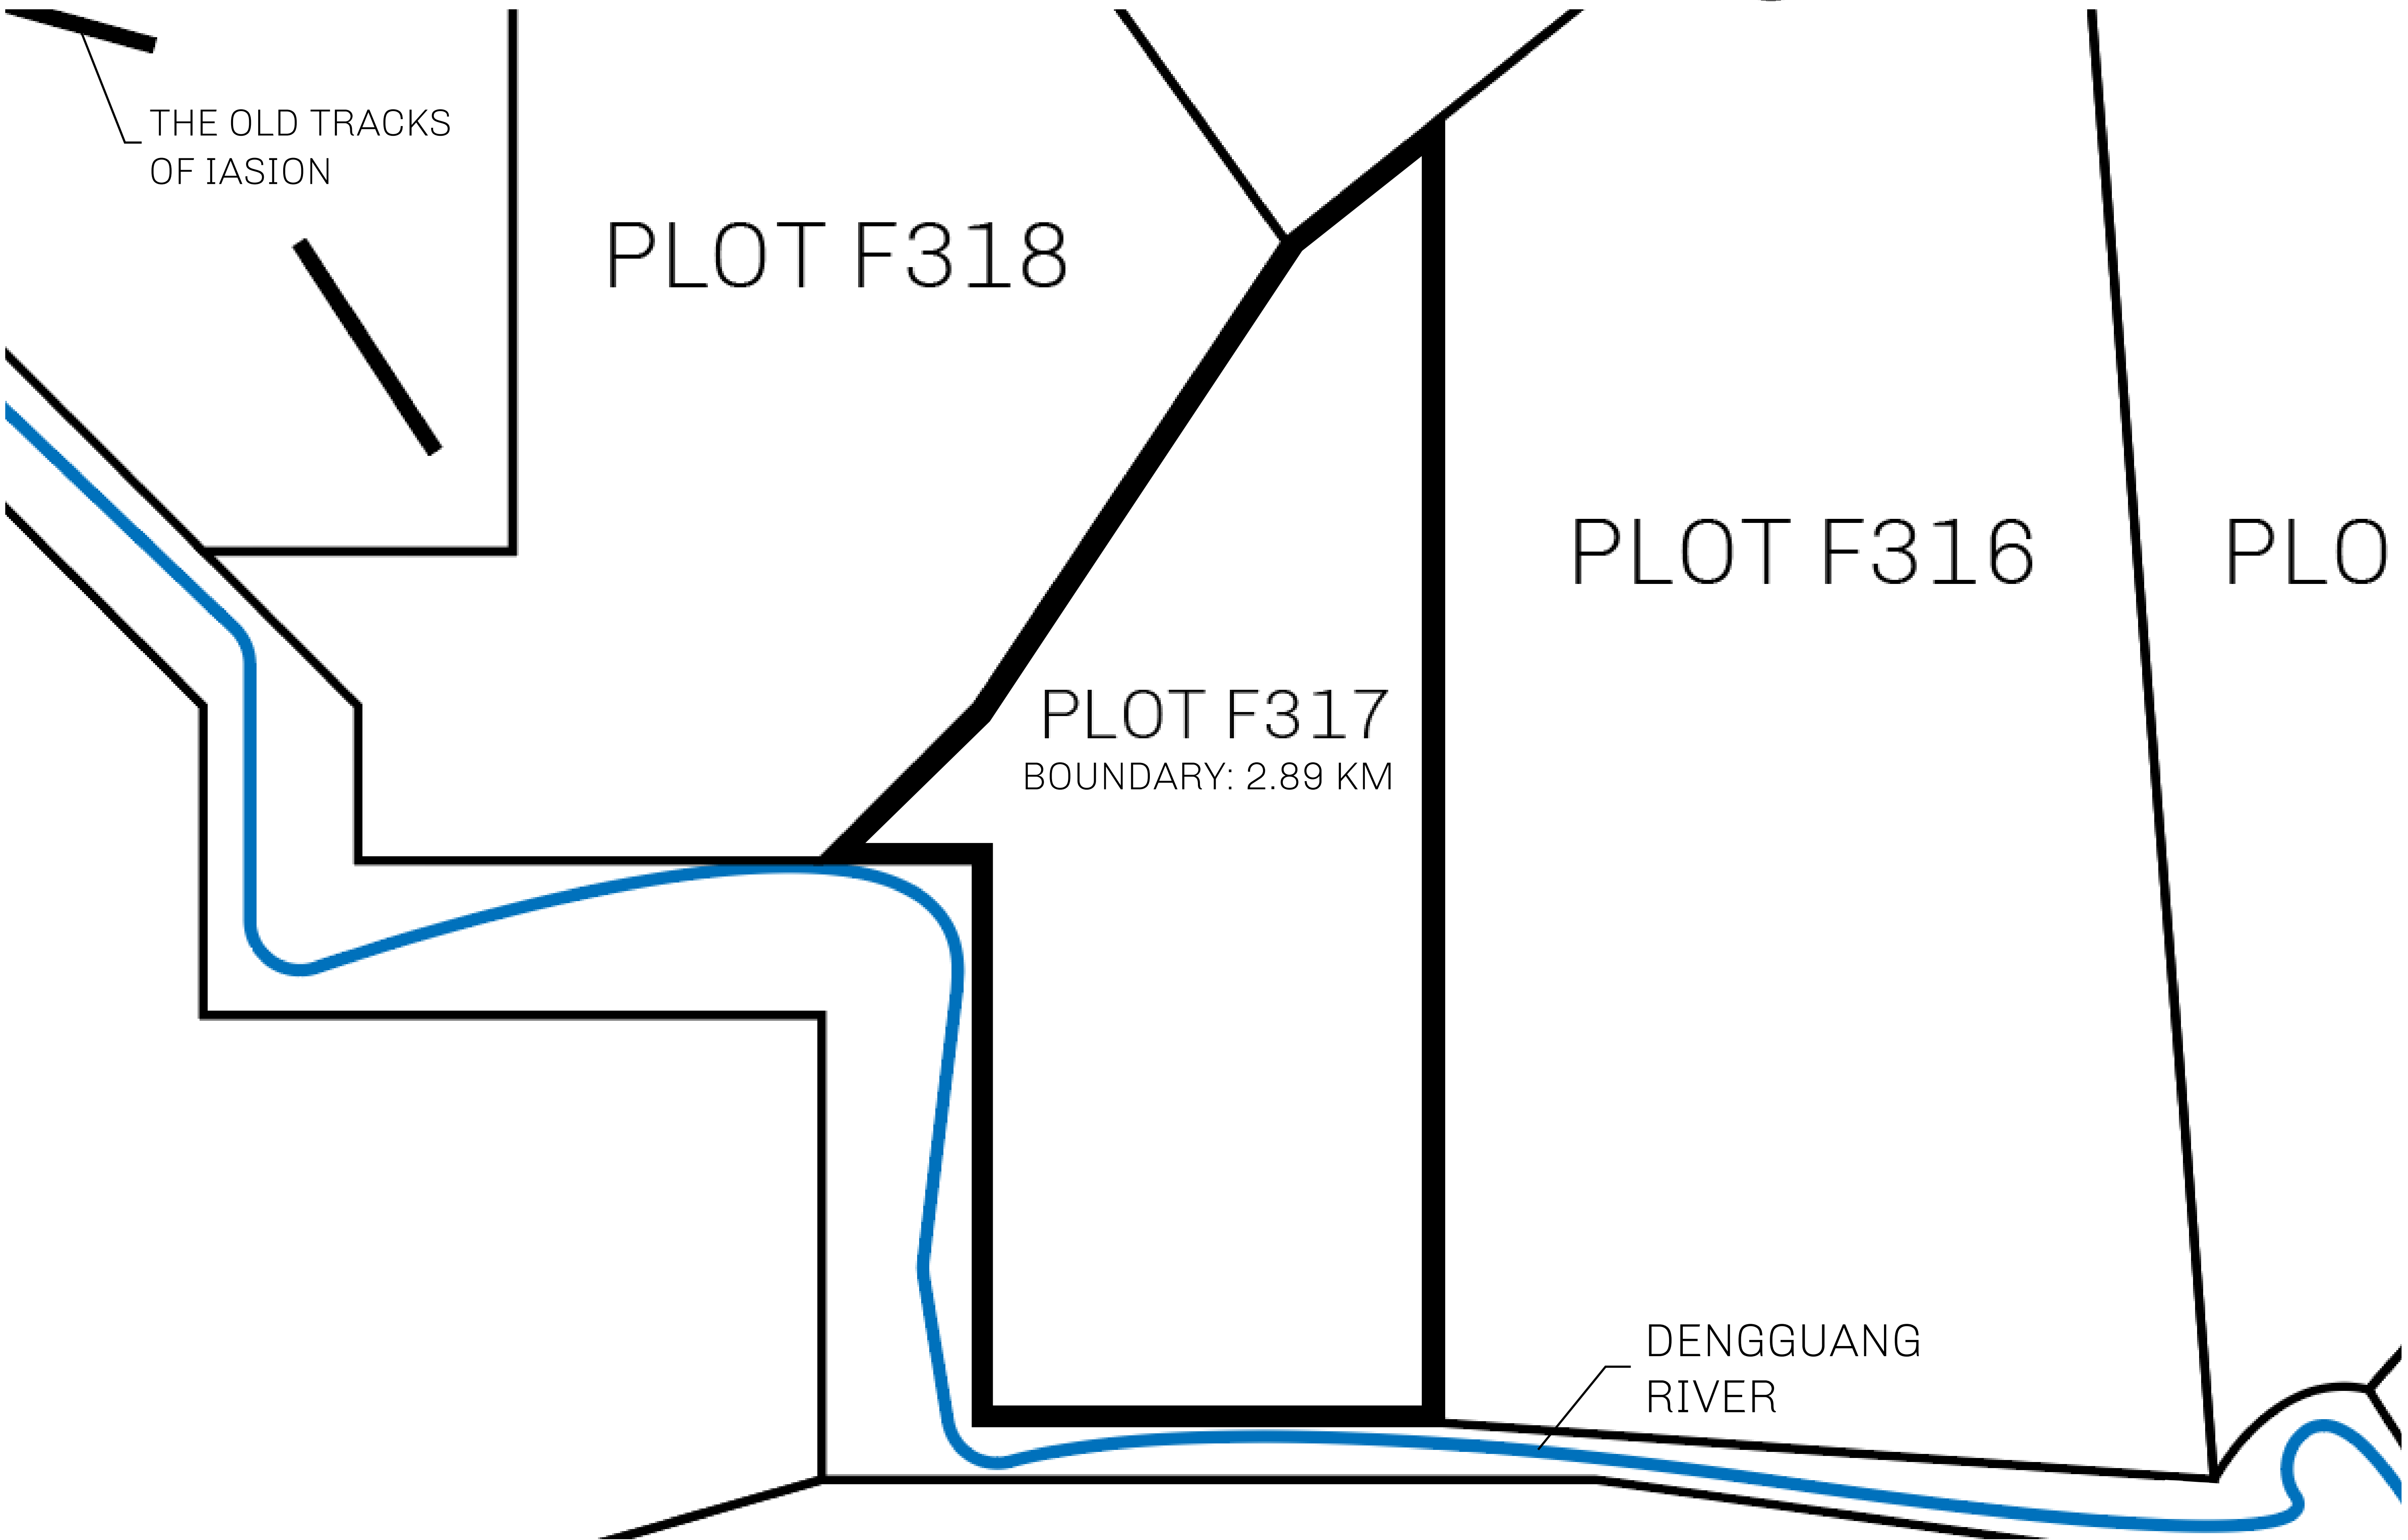 THE OLD TRACKS
OF IASION
PLOT F318
PLOT F316
PLO
PLOT F317
BOUNDARY: 2.89 KM
DENGGUANG
RIVER